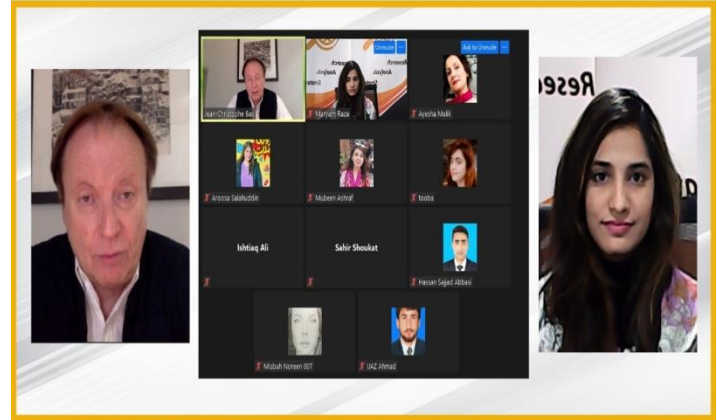 Unmute
Ask to Unmute
Jean-Christophe Bas
Maryam Raza
Ayesha Malik
Aroosa Salahuddin
Mubeen Ashraf
tooba
Ishtiaq Ali
Sahir Shoukat
Hassan Sajjad Abbasi
Misbah Noreen 007
IJAZ Ahmad
Resea